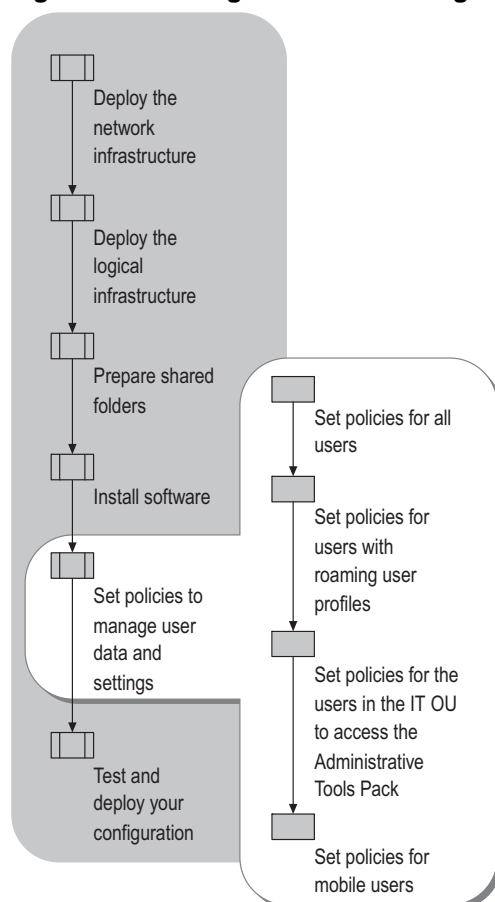 Deploy the
network
infrastructure
Deploy the
logical
infrastructure
Prepare shared
folders
Install software
Set policies to
manage user
data and
settings
Test and
deploy your
configuration
Set policies for all
users
Set policies for
users with
roaming user
profiles
Set policies for the
users in the IT OU
to access the
Administrative
Tools Pack
Set policies for
mobile users